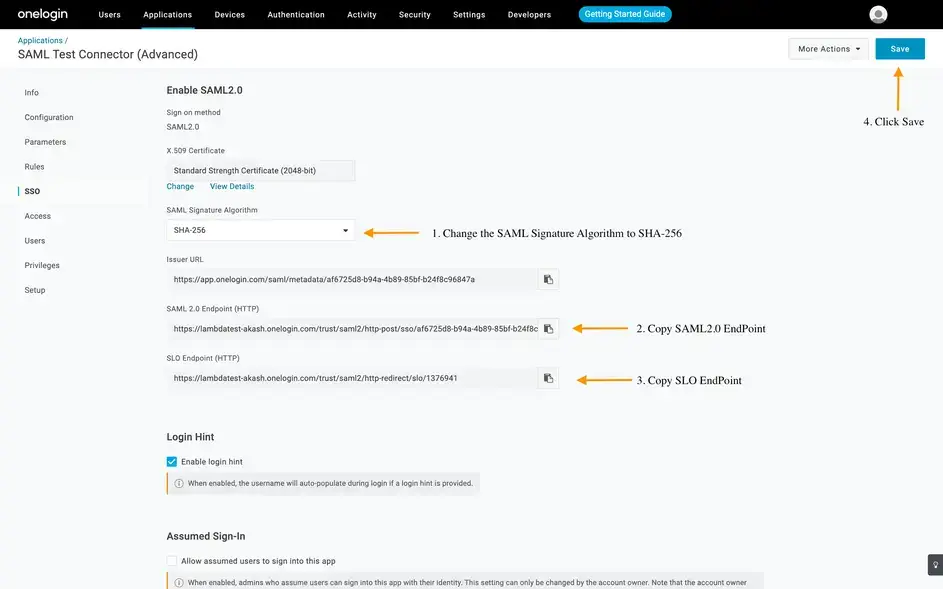 onelogin
Users Applications Devices Authentication Activity Security Settings Developers Getting Started Guide
Applications /
SAML Test Connector (Advanced)
More Actions
Save
4. Click Save
Info
Configuration
Parameters
Rules
SSO
Access
Users
Privileges
Setup
Enable SAML2.0
Sign on method
SAML2.0
X.509 Certificate
Standard Strength Certificate (2048-bit)
Change View Details
SAML Signature Algorithm
SHA-256
1. Change the SAML Signature Algorithm to SHA-256
Issuer URL
https://app.onelogin.com/saml/metadata/af6725d8-b94a-4b89-85bf-b24f8c96847a
SAML 2.0 Endpoint (HTTP)
https://lambdatest-akash.onelogin.com/trust/saml2/http-post/sso/af6725d8-b94a-4b89-85bf-b24f8c
2. Copy SAML2.0 EndPoint
SLO Endpoint (HTTP)
https://lambdatest-akash.onelogin.com/trust/saml2/http-redirect/slo/1376941
3. Copy SLO EndPoint
Login Hint
Enable login hint
When enabled, the username will auto-populate during login if a login hint is provided.
Assumed Sign-In
Allow assumed users to sign into this app
When enabled, admins who assume users can sign into this app with their identity. This setting can only be changed by the account owner. Note that the account owner